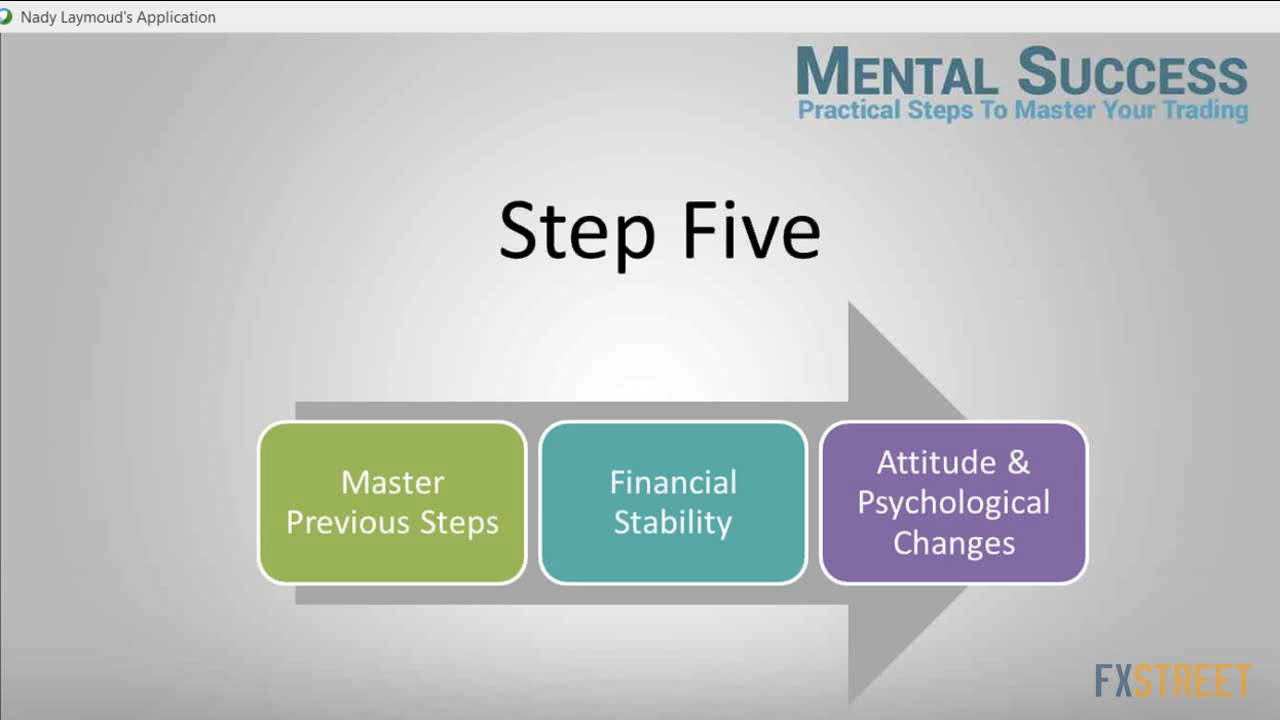 Nady Laymoud's Application
MENTAL SUCCESS
Practical Steps To Master Your Trading
Step Five
Master
Previous Steps
Financial
Stability
Attitude &
Psychological
Changes
FXSTREET